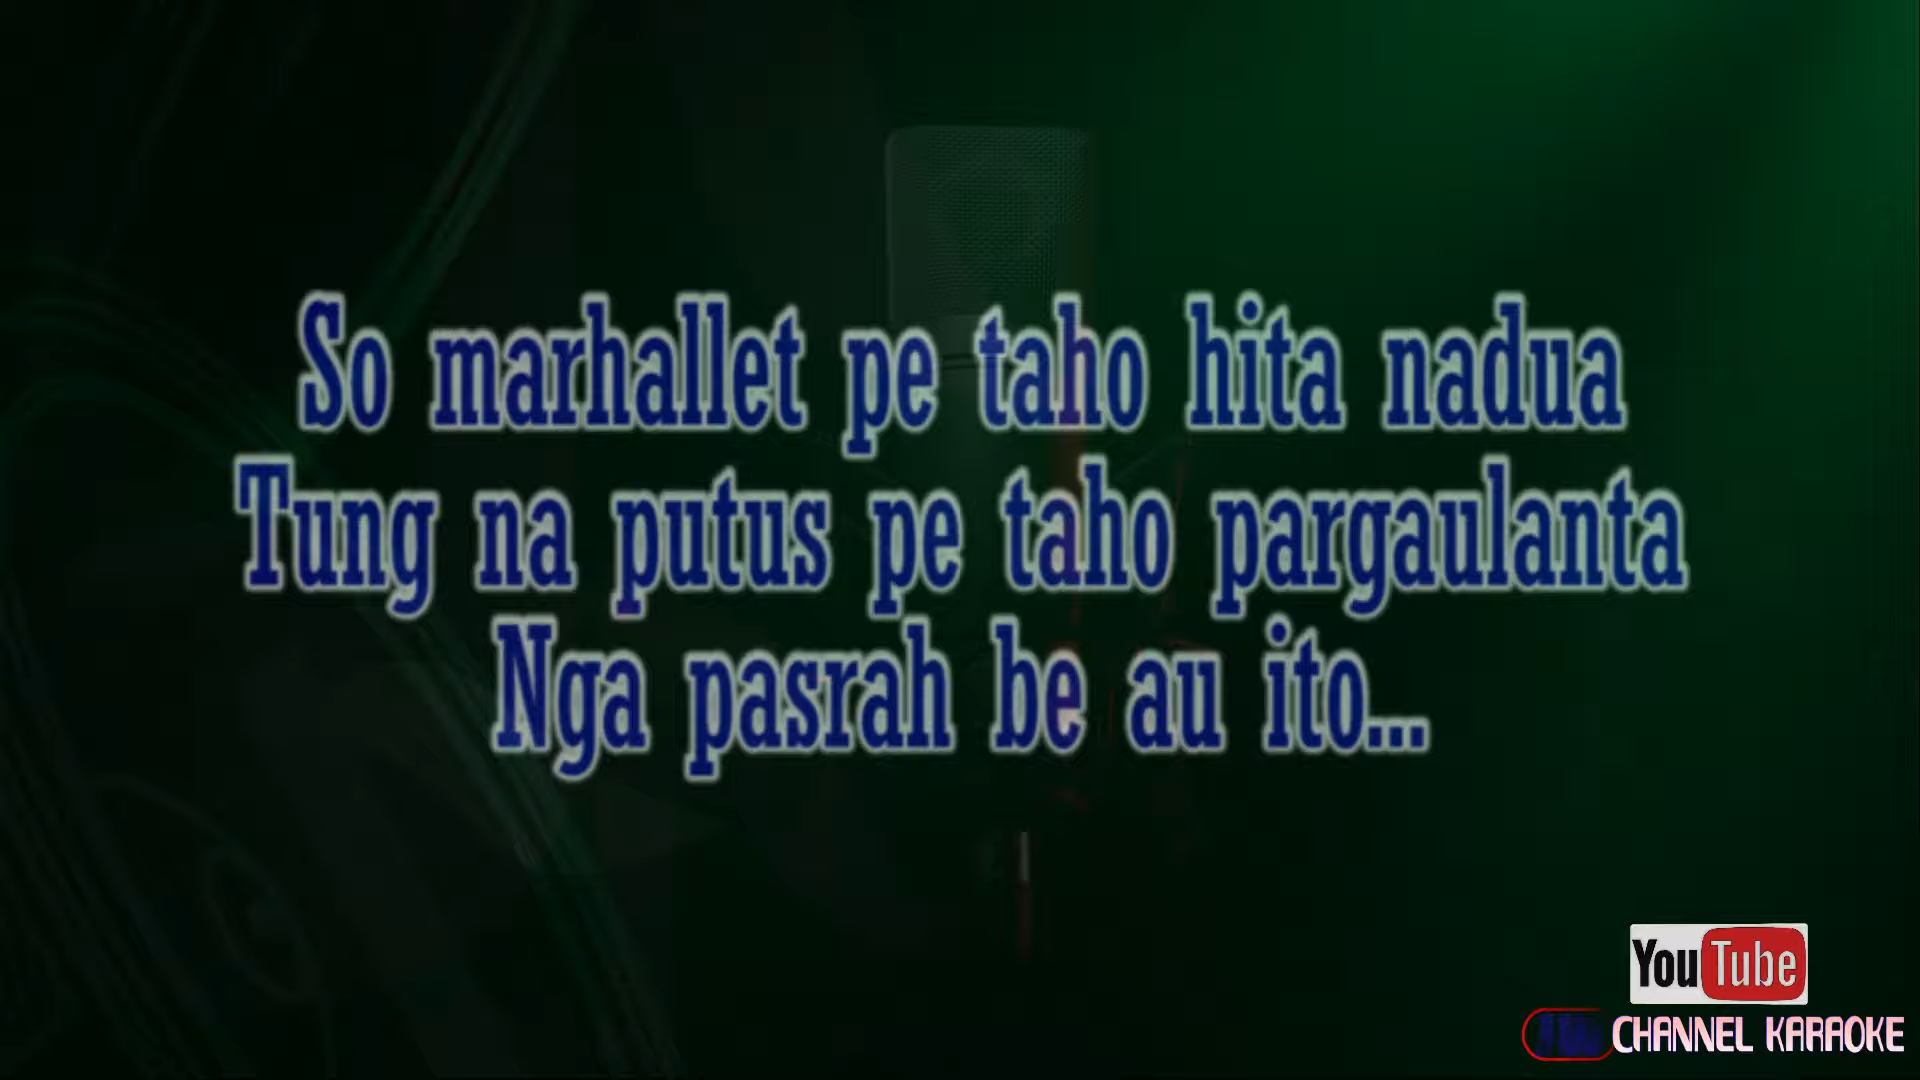 So marhallet pe taho hita nadua
Tung na putus pe taho pargaulanta
Nga pasrah be au ito...
YouTube
CHANNEL KARAOKE